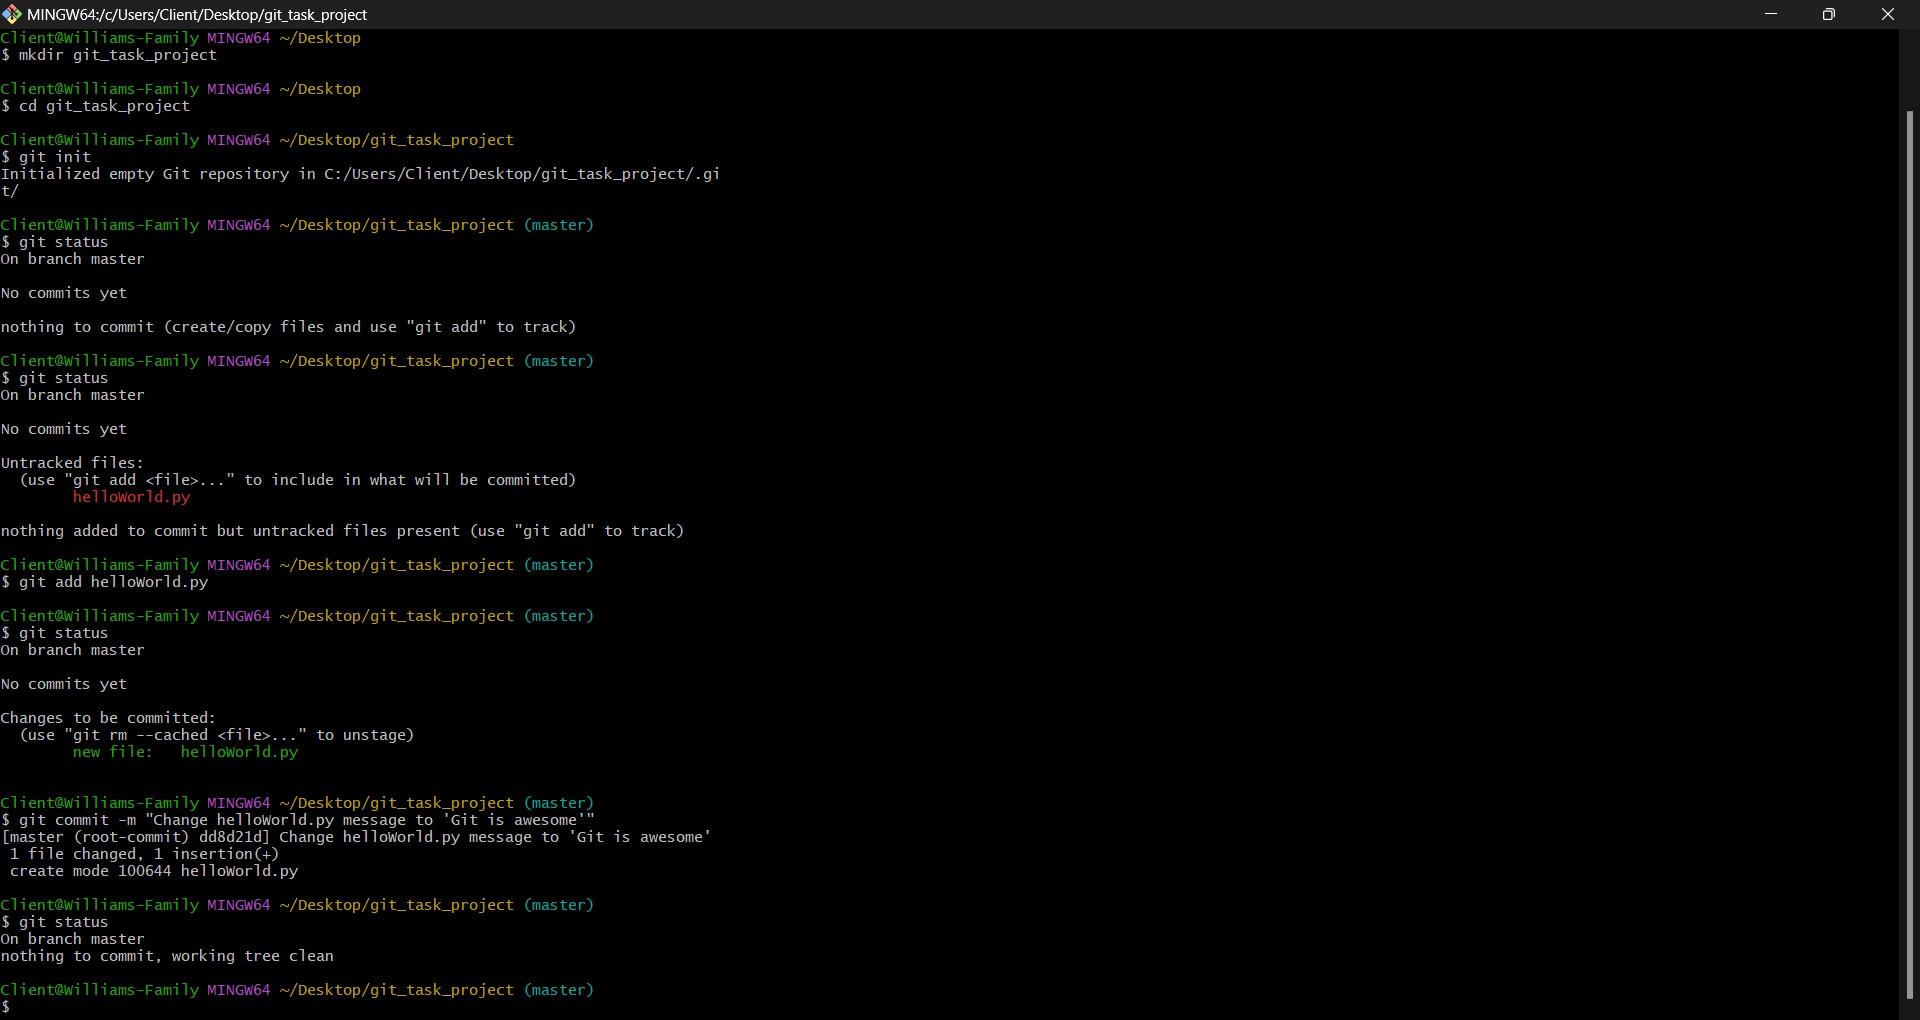 MINGW64:/c/Users/Client/Desktop/git_task_project
Client@Williams-Family MINGW64 ~/Desktop
$ mkdir git_task_project
Client@Williams-Family MINGW64 ~/Desktop
$ cd git_task_project
Client@Williams-Family MINGW64 ~/Desktop/git_task_project
$ git init
Initialized empty Git repository in C:/Users/Client/Desktop/git_task_project/.gi
t/
Client@Williams-Family MINGW64 ~/Desktop/git_task_project (master)
$ git status
On branch master
No commits yet
nothing to commit (create/copy files and use "git add" to track)
Client@Williams-Family MINGW64 ~/Desktop/git_task_project (master)
$ git status
On branch master
No commits yet
Untracked files:
  (use "git add <file>..." to include in what will be committed)
        helloWorld.py
nothing added to commit but untracked files present (use "git add" to track)
Client@Williams-Family MINGW64 ~/Desktop/git_task_project (master)
$ git add helloWorld.py
Client@Williams-Family MINGW64 ~/Desktop/git_task_project (master)
$ git status
On branch master
No commits yet
Changes to be committed:
  (use "git rm --cached <file>..." to unstage)
        new file:   helloWorld.py
Client@Williams-Family MINGW64 ~/Desktop/git_task_project (master)
$ git commit -m "Change helloWorld.py message to 'Git is awesome'"
[master (root-commit) dd8d21d] Change helloWorld.py message to 'Git is awesome'
 1 file changed, 1 insertion(+)
 create mode 100644 helloWorld.py
Client@Williams-Family MINGW64 ~/Desktop/git_task_project (master)
$ git status
On branch master
nothing to commit, working tree clean
Client@Williams-Family MINGW64 ~/Desktop/git_task_project (master)
$